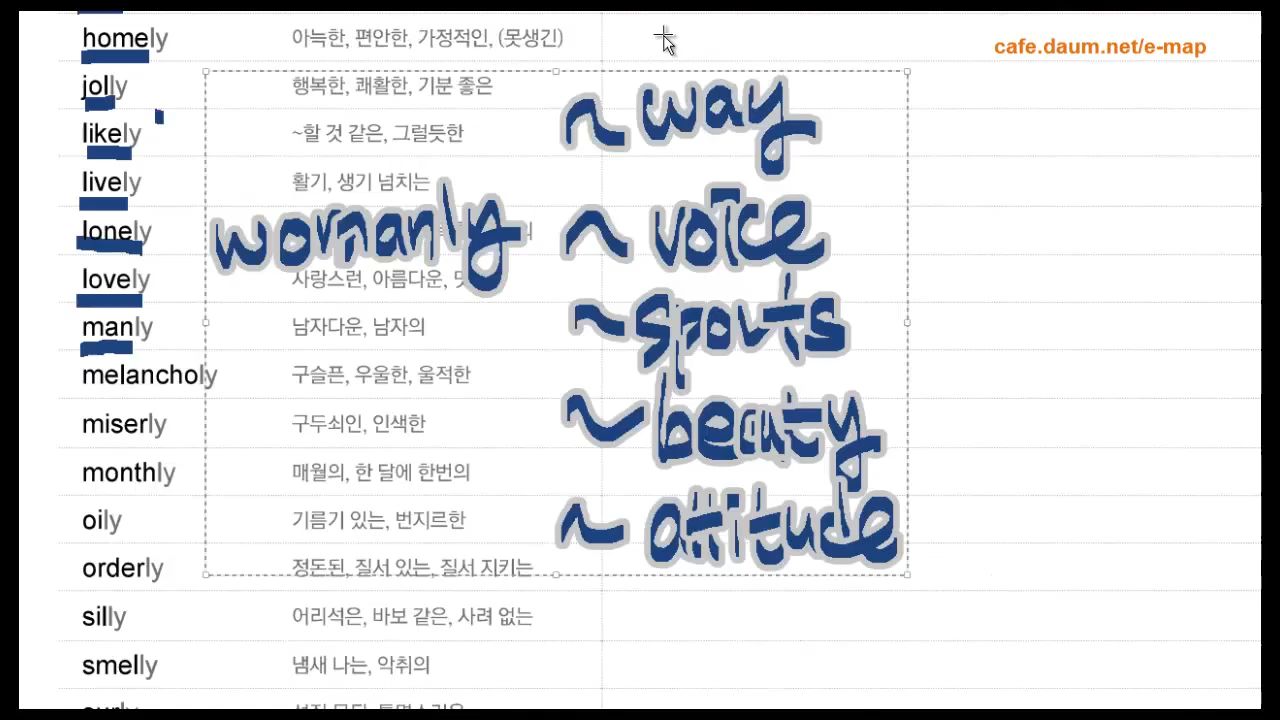 homely 아늑한, 편안한, 가정적인, (못생긴)
cafe.daum.net/e-map
jolly 행복한, 쾌활한, 기분 좋은
~ way
likely ~할 것 같은, 그럴듯한
lively 활기, 생기 넘치는
lonely
womanly ~ voice
lovely 사랑스런, 아름다운,
manly 남자다운, 남자의
~ sports
melancholy 구슬픈, 우울한, 울적한
miserly 구두쇠인, 인색한
~ beauty
monthly 매월의, 한 달에 한번의
oily 기름기 있는, 번지르한
~ attitude
orderly 정돈된, 질서 있는, 질서 지키는
silly 어리석은, 바보 같은, 사려 없는
smelly 냄새 나는, 악취의